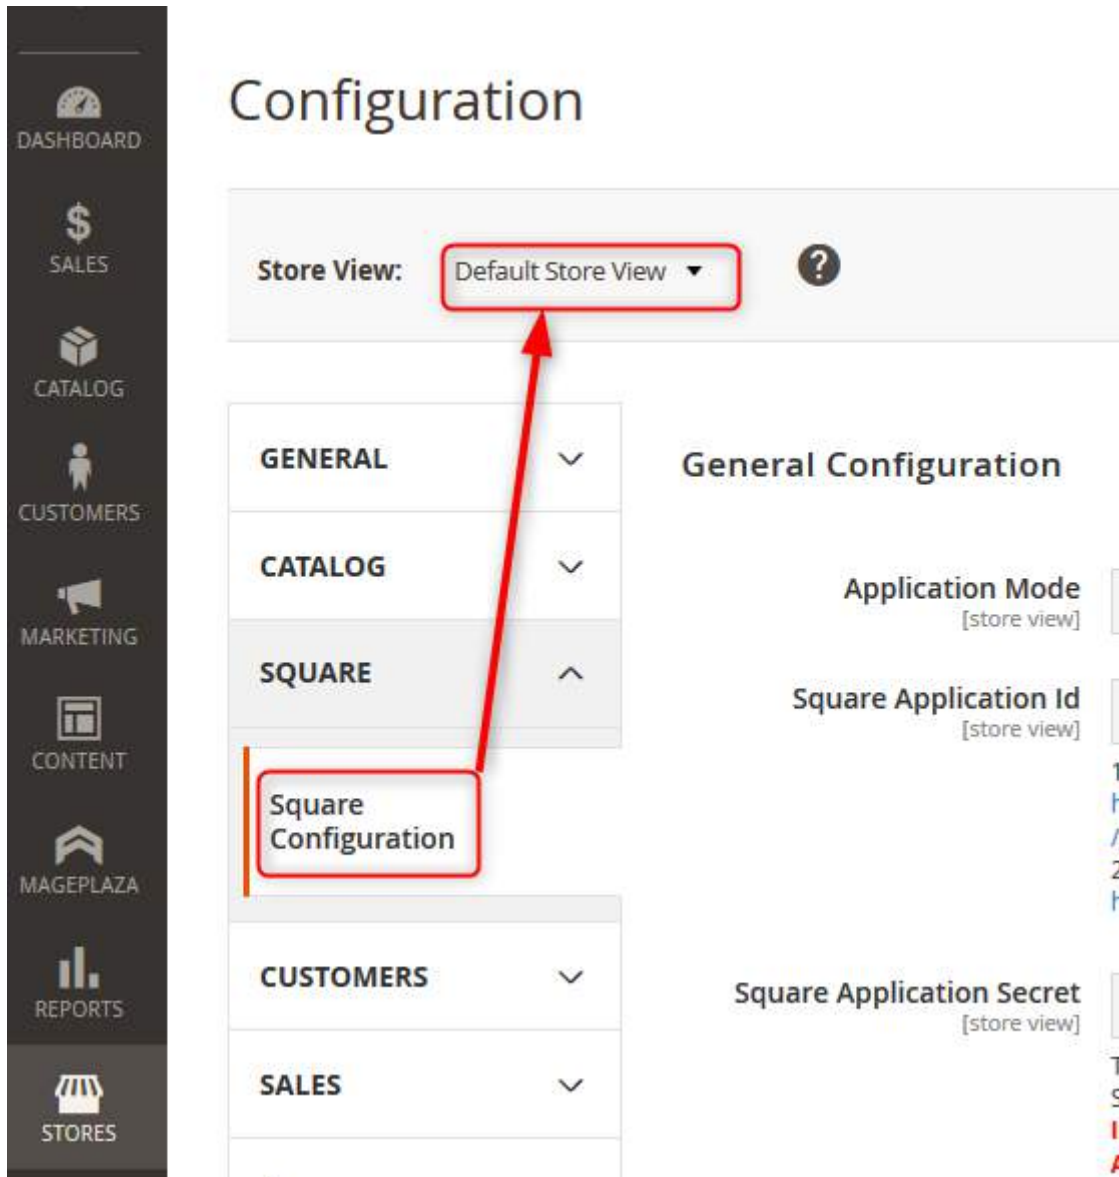 DASHBOARD
SALES
CATALOG
CUSTOMERS
MARKETING
CONTENT
MAGEPLAZA
REPORTS
STORES
Configuration
Store View: Default Store View
GENERAL
CATALOG
SQUARE
Square
Configuration
CUSTOMERS
SALES
General Configuration
Application Mode
[store view]
Square Application Id
[store view]
Square Application Secret
[store view]